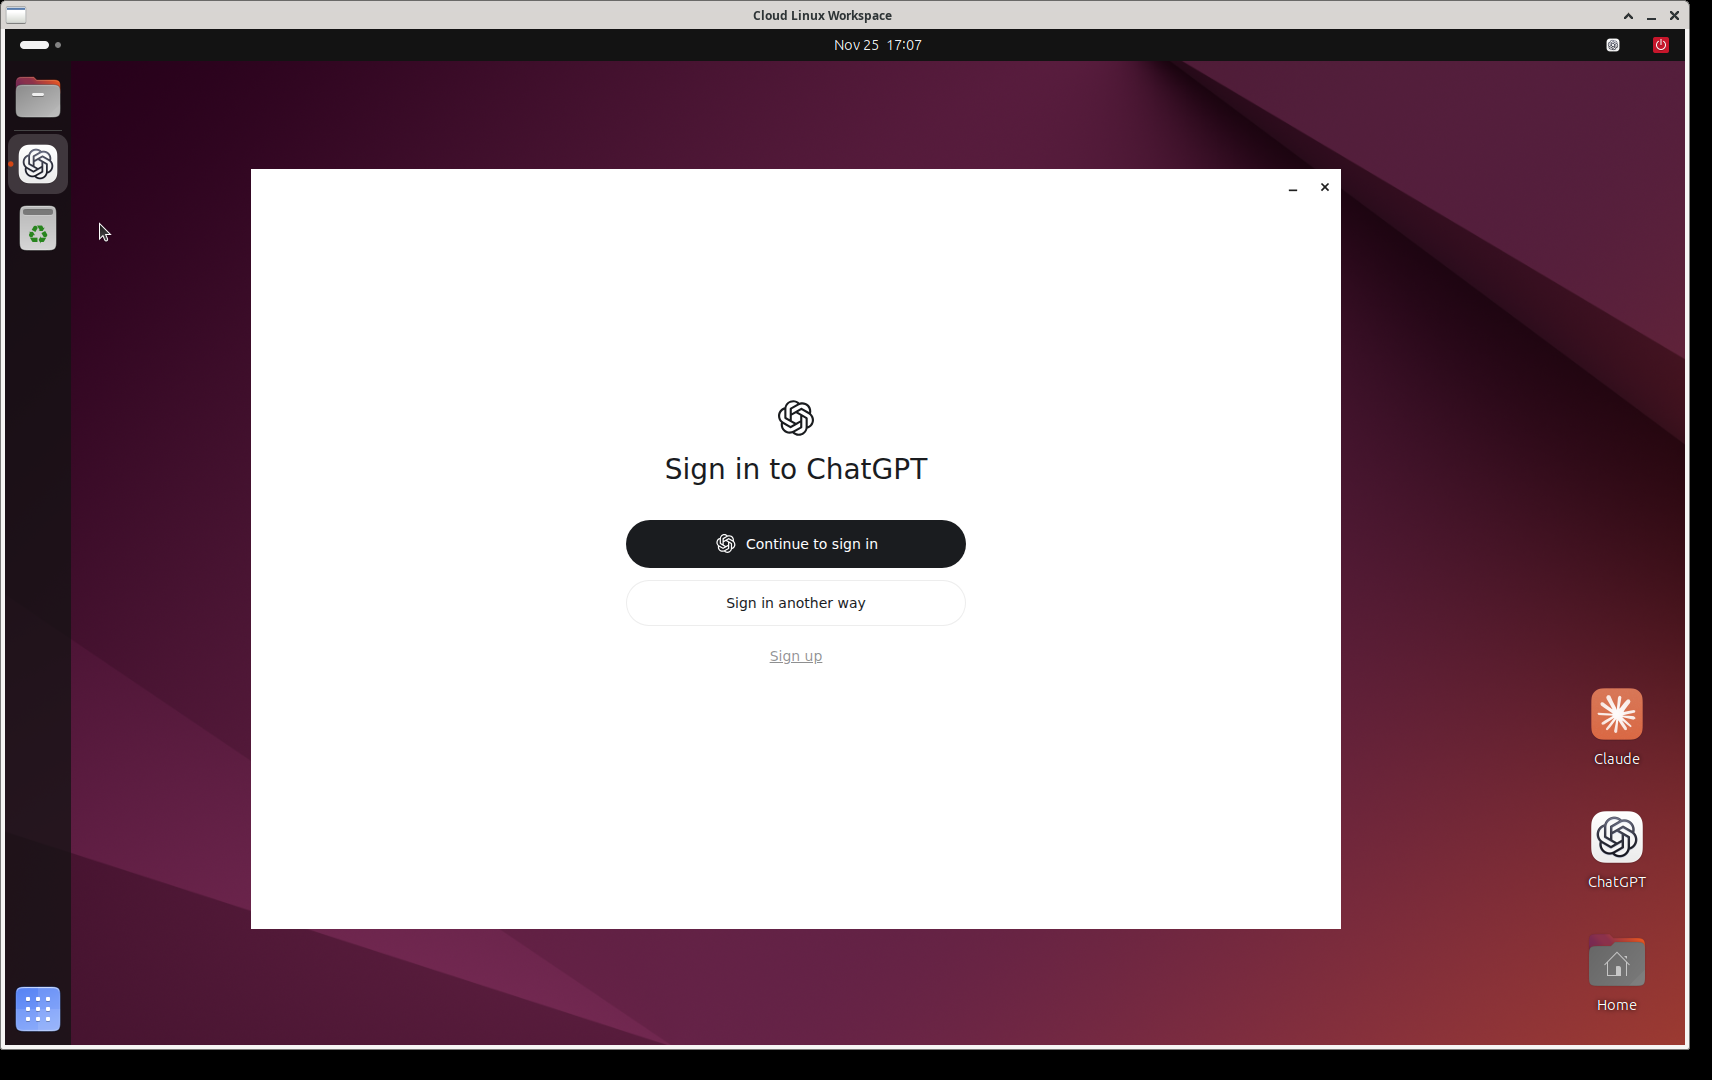 Cloud Linux Workspace
Nov 25 17:07
Sign in to ChatGPT
Continue to sign in
Sign in another way
Sign up
Claude
ChatGPT
Home